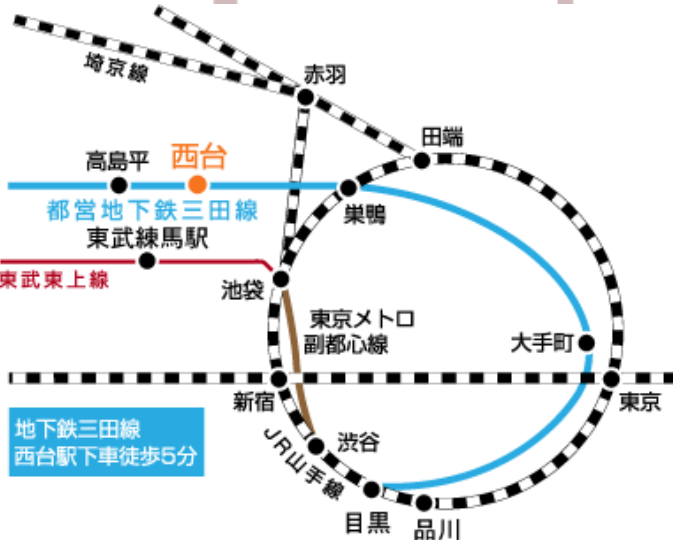 埼京線
赤羽
田端
高島平
西台
都営地下鉄三田線
巣鴨
東武練馬駅
東武東上線
池袋
東京メトロ
副都心線
大手町
新宿
東京
地下鉄三田線
西台駅下車徒歩5分
渋谷
JR山手線
目黒
品川